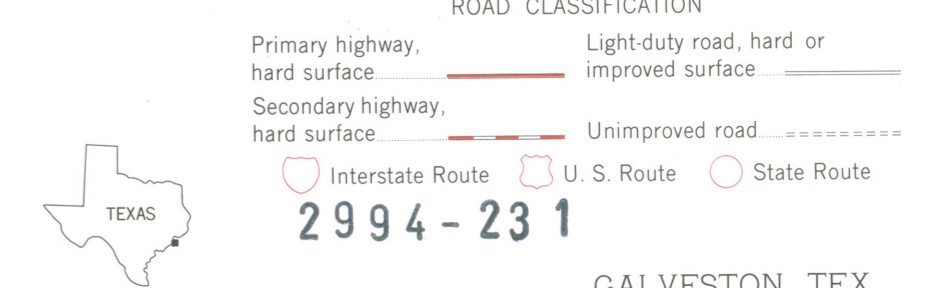 ROAD CLASSIFICATION
Primary highway,
hard surface
Light-duty road, hard or
improved surface
Secondary highway,
hard surface
Unimproved road
Interstate Route
U. S. Route
State Route
TEXAS
2994-231
GALVESTON, TEX